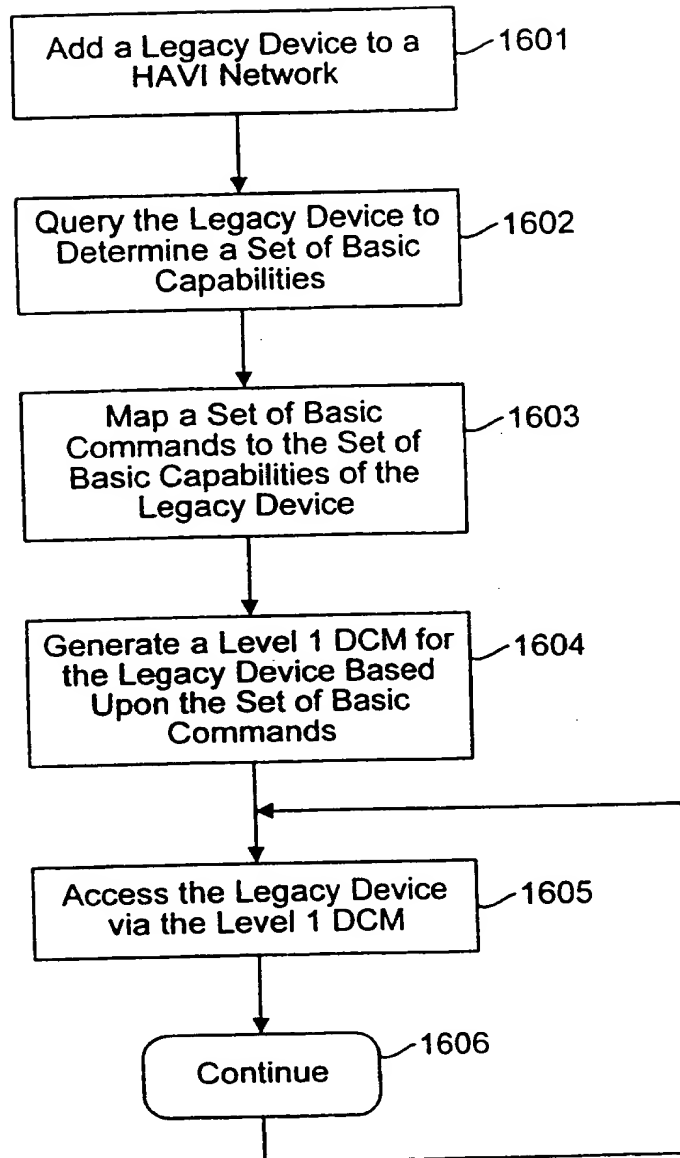 Add a Legacy Device to a
HAVI Network
1601
Query the Legacy Device to
Determine a Set of Basic
Capabilities
1602
Map a Set of Basic
Commands to the Set of
Basic Capabilities of the
Legacy Device
1603
Generate a Level 1 DCM for
the Legacy Device Based
Upon the Set of Basic
Commands
1604
Access the Legacy Device
via the Level 1 DCM
1605
Continue
1606